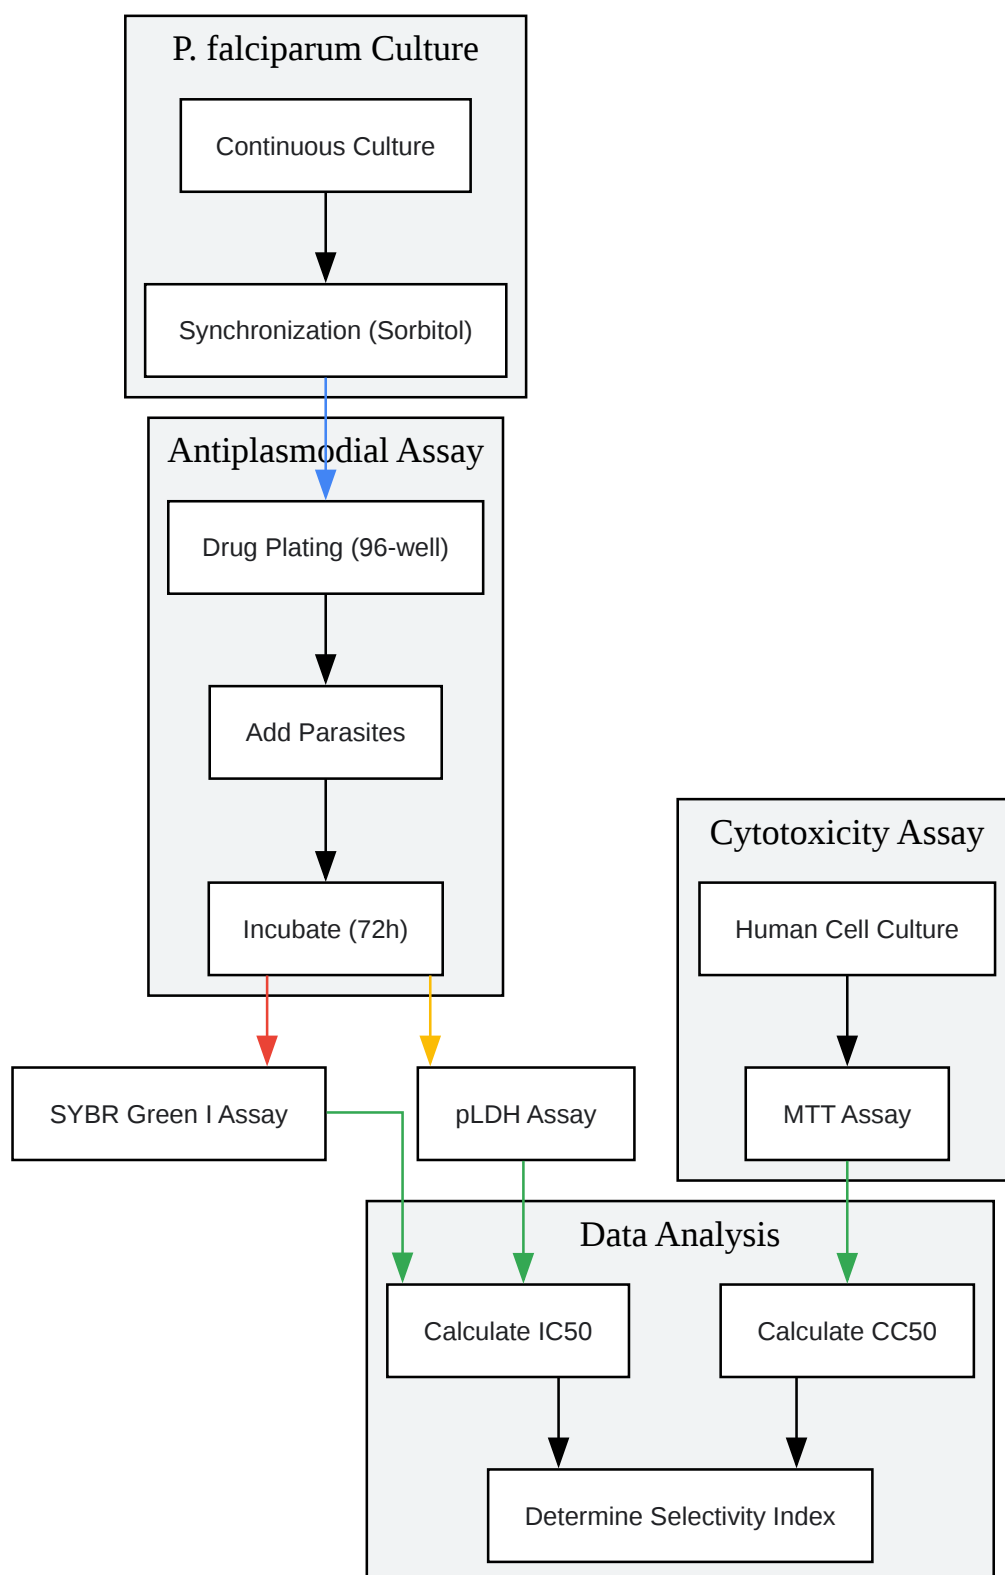 P. falciparum Culture
Continuous Culture
Synchronization (Sorbitol)
Antiplasmodial Assay
Drug Plating (96-well)
Add Parasites
Incubate (72h)
Cytotoxicity Assay
Human Cell Culture
SYBR Green I Assay
pLDH Assay
MTT Assay
Data Analysis
Calculate IC50
Calculate CC50
Determine Selectivity Index